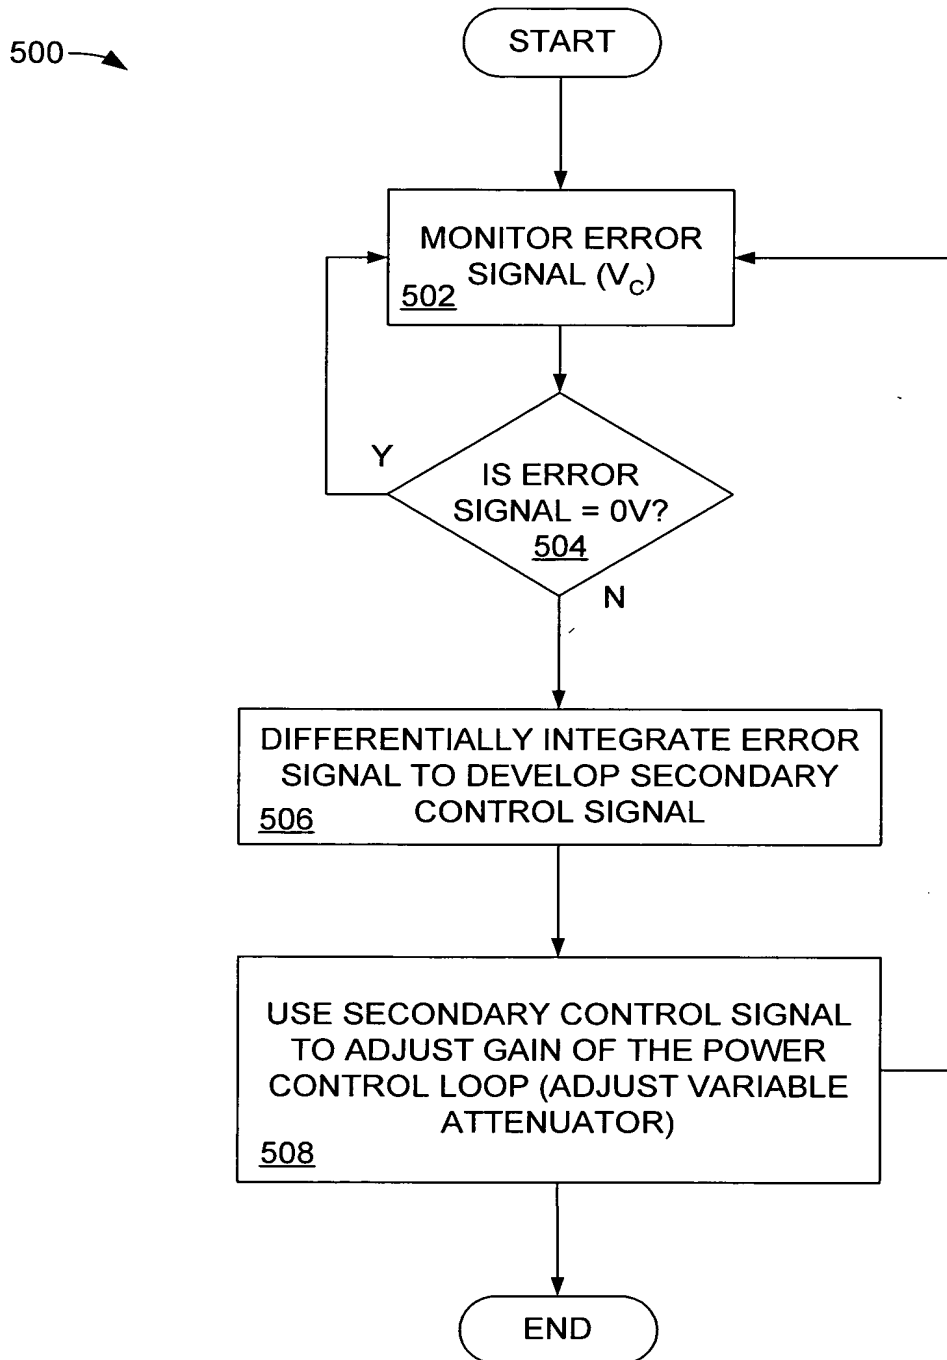 500
START
MONITOR ERROR
SIGNAL (VC)
502
Y
IS ERROR
SIGNAL = 0V?
504
N
DIFFERENTIALLY INTEGRATE ERROR
SIGNAL TO DEVELOP SECONDARY
CONTROL SIGNAL
506
USE SECONDARY CONTROL SIGNAL
TO ADJUST GAIN OF THE POWER
CONTROL LOOP (ADJUST VARIABLE
ATTENUATOR)
508
END